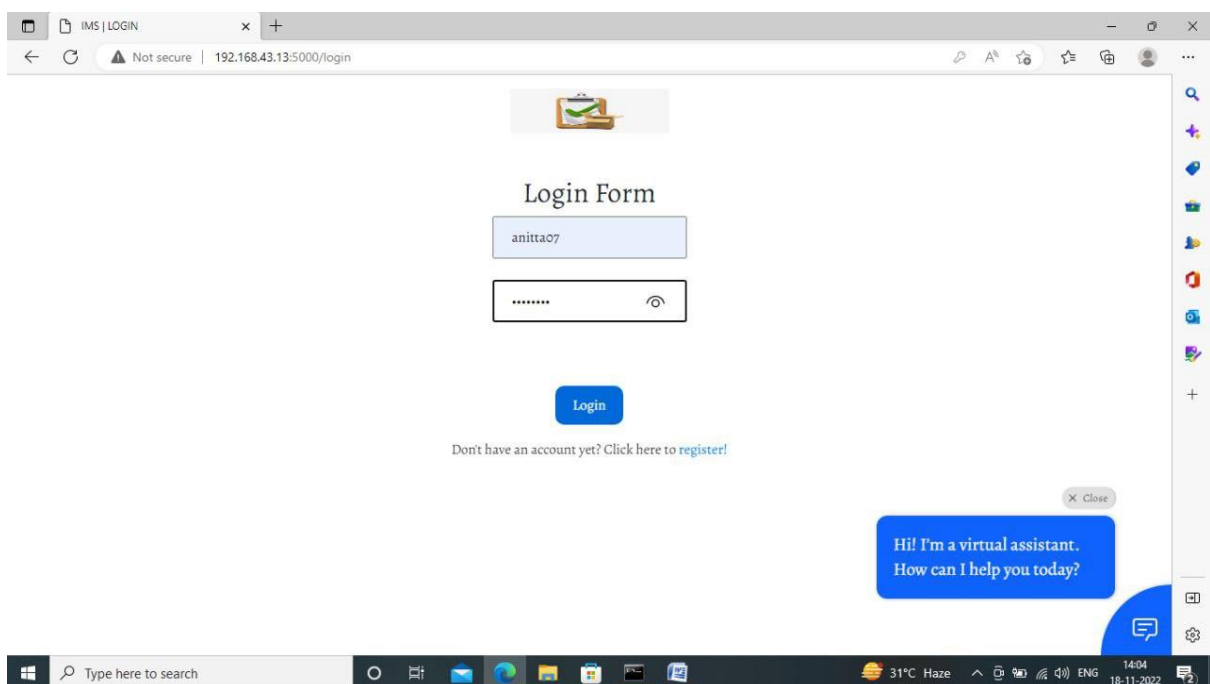 IMS | LOGIN
Not secure | 192.168.43.13:5000/login
Login Form
anitta07
••••••••
Login
Don't have an account yet? Click here to register!
× Close
Hi! I'm a virtual assistant.
How can I help you today?
Type here to search
31°C Haze
ENG
14:04
18-11-2022
2